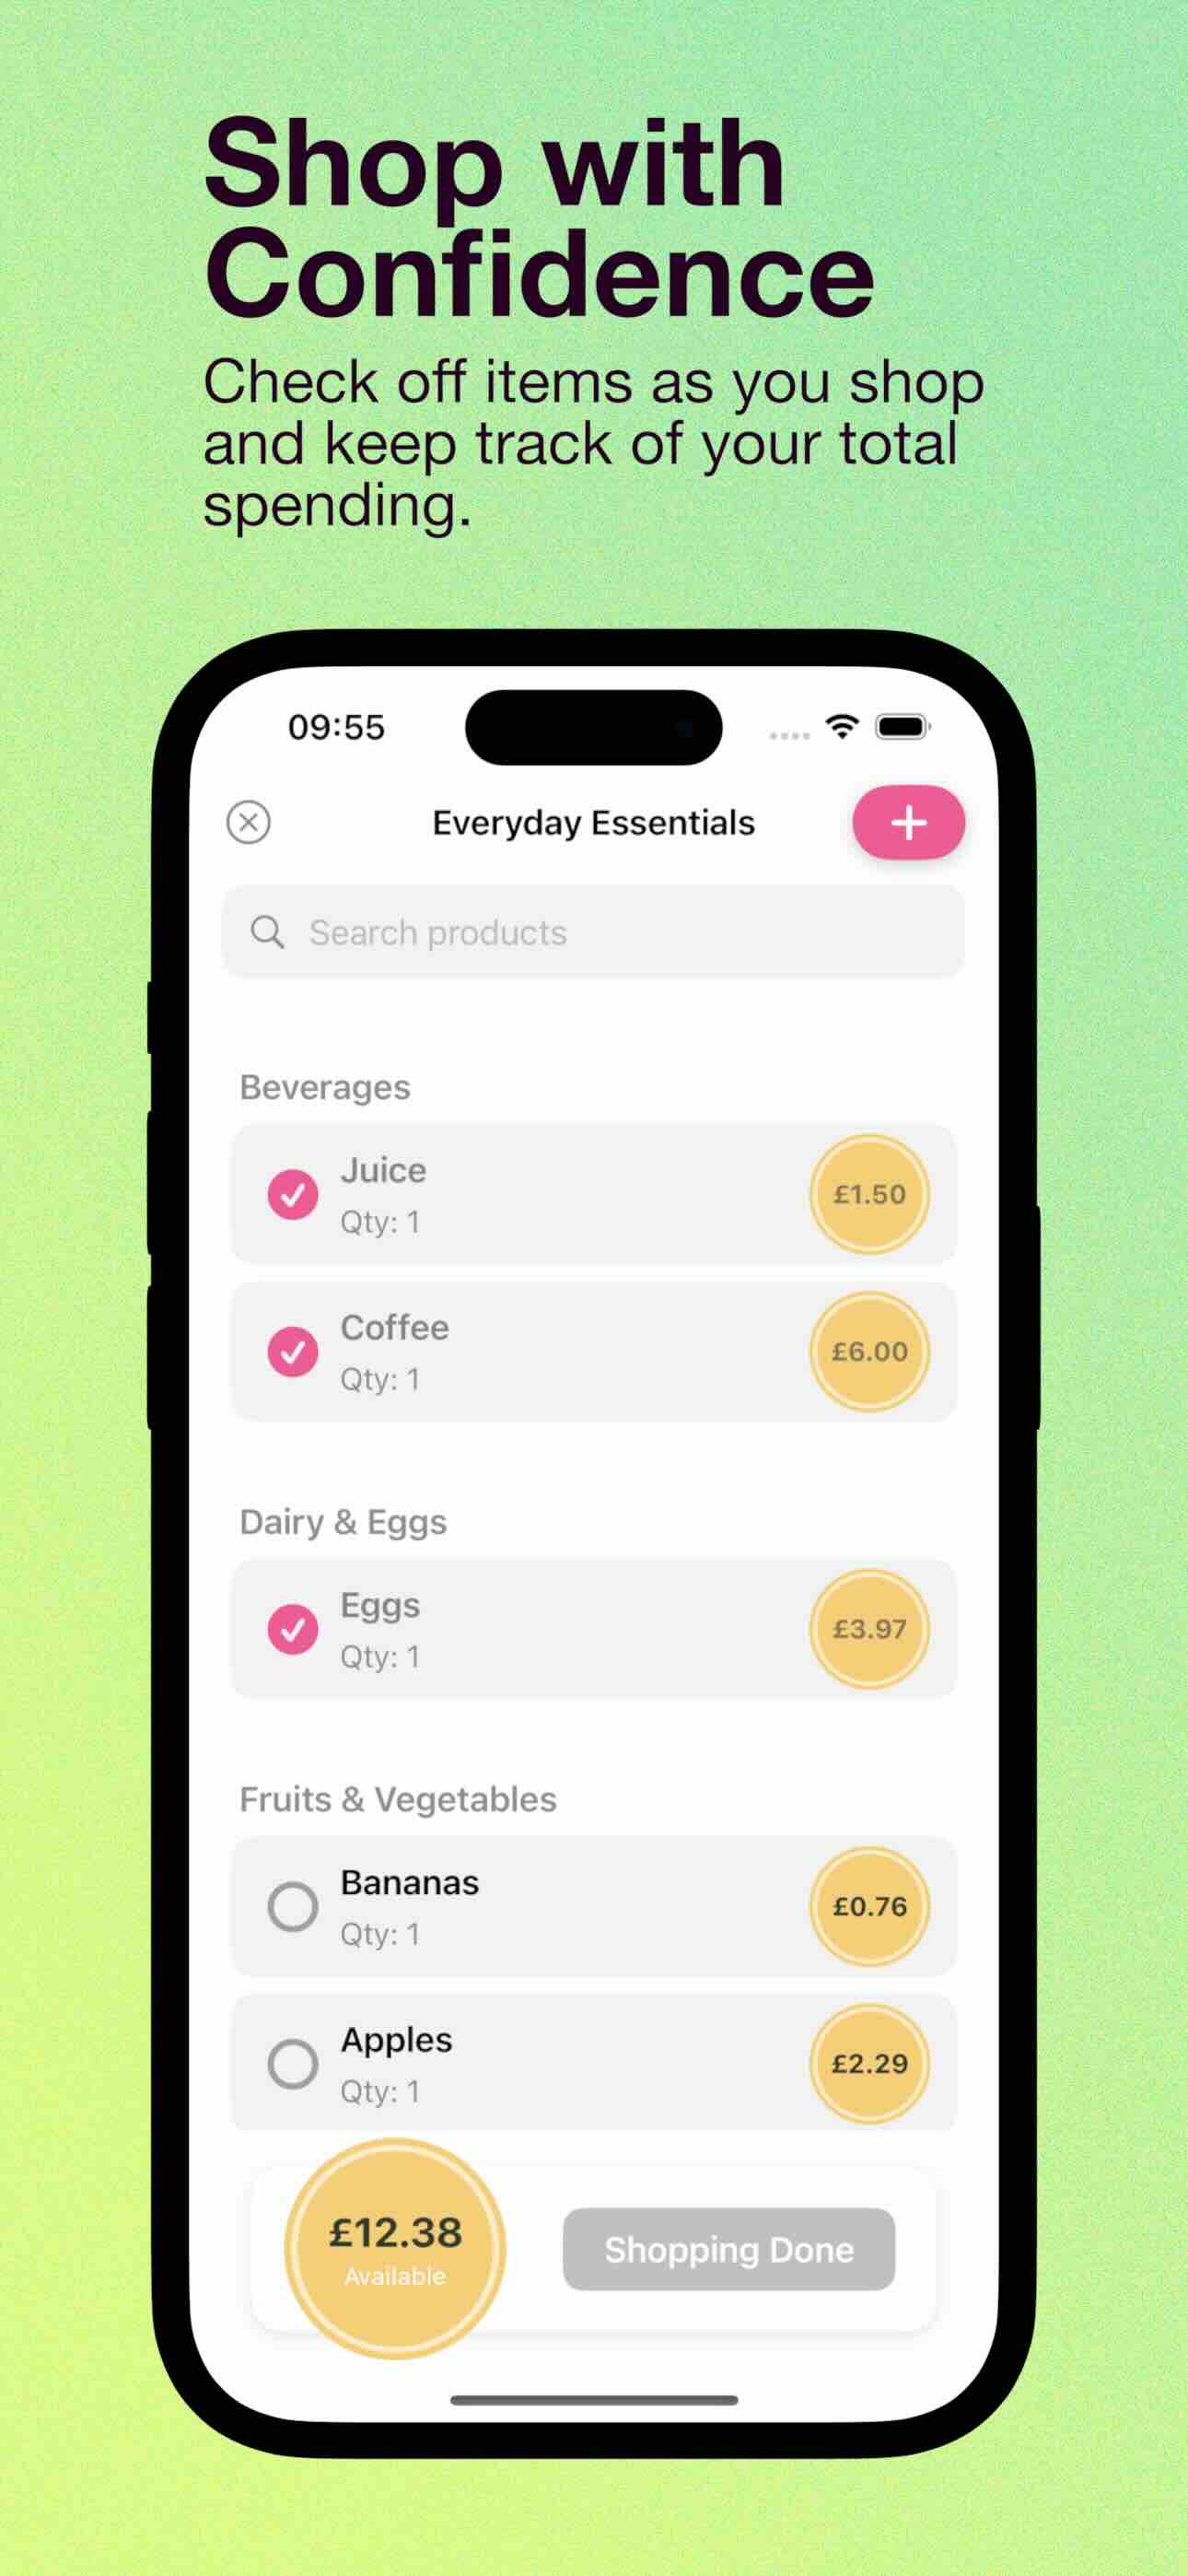 Shop with
Confidence
Check off items as you shop
and keep track of your total
spending.
09:55
Everyday Essentials
Search products
Beverages
Juice
Qty: 1
£1.50
Coffee
Qty: 1
£6.00
Dairy & Eggs
Eggs
Qty: 1
£3.97
Fruits & Vegetables
Bananas
Qty: 1
£0.76
Apples
Qty: 1
£2.29
£12.38
Available
Shopping Done